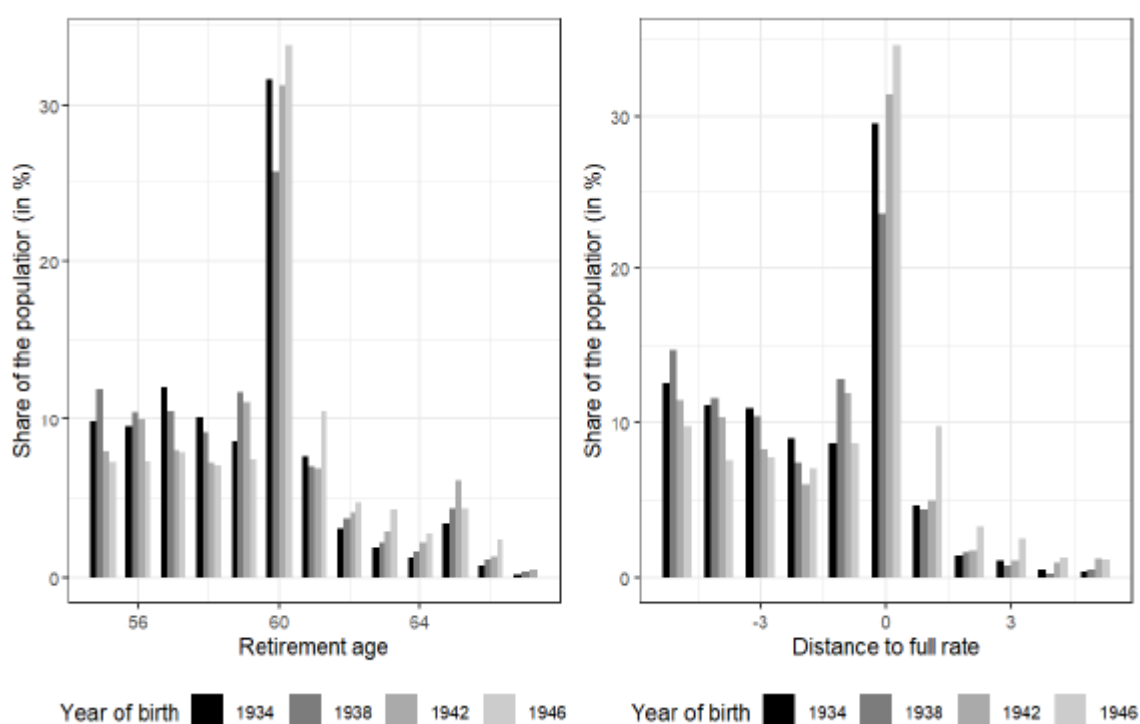 Share of the population (in %)
30
20
10
0
56
60
64
Retirement age
Year of birth 1934 1938 1942 1946
Share of the population (in %)
30
20
10
0
-3
0
3
Distance to full rate
Year of birth 1934 1938 1942 1946